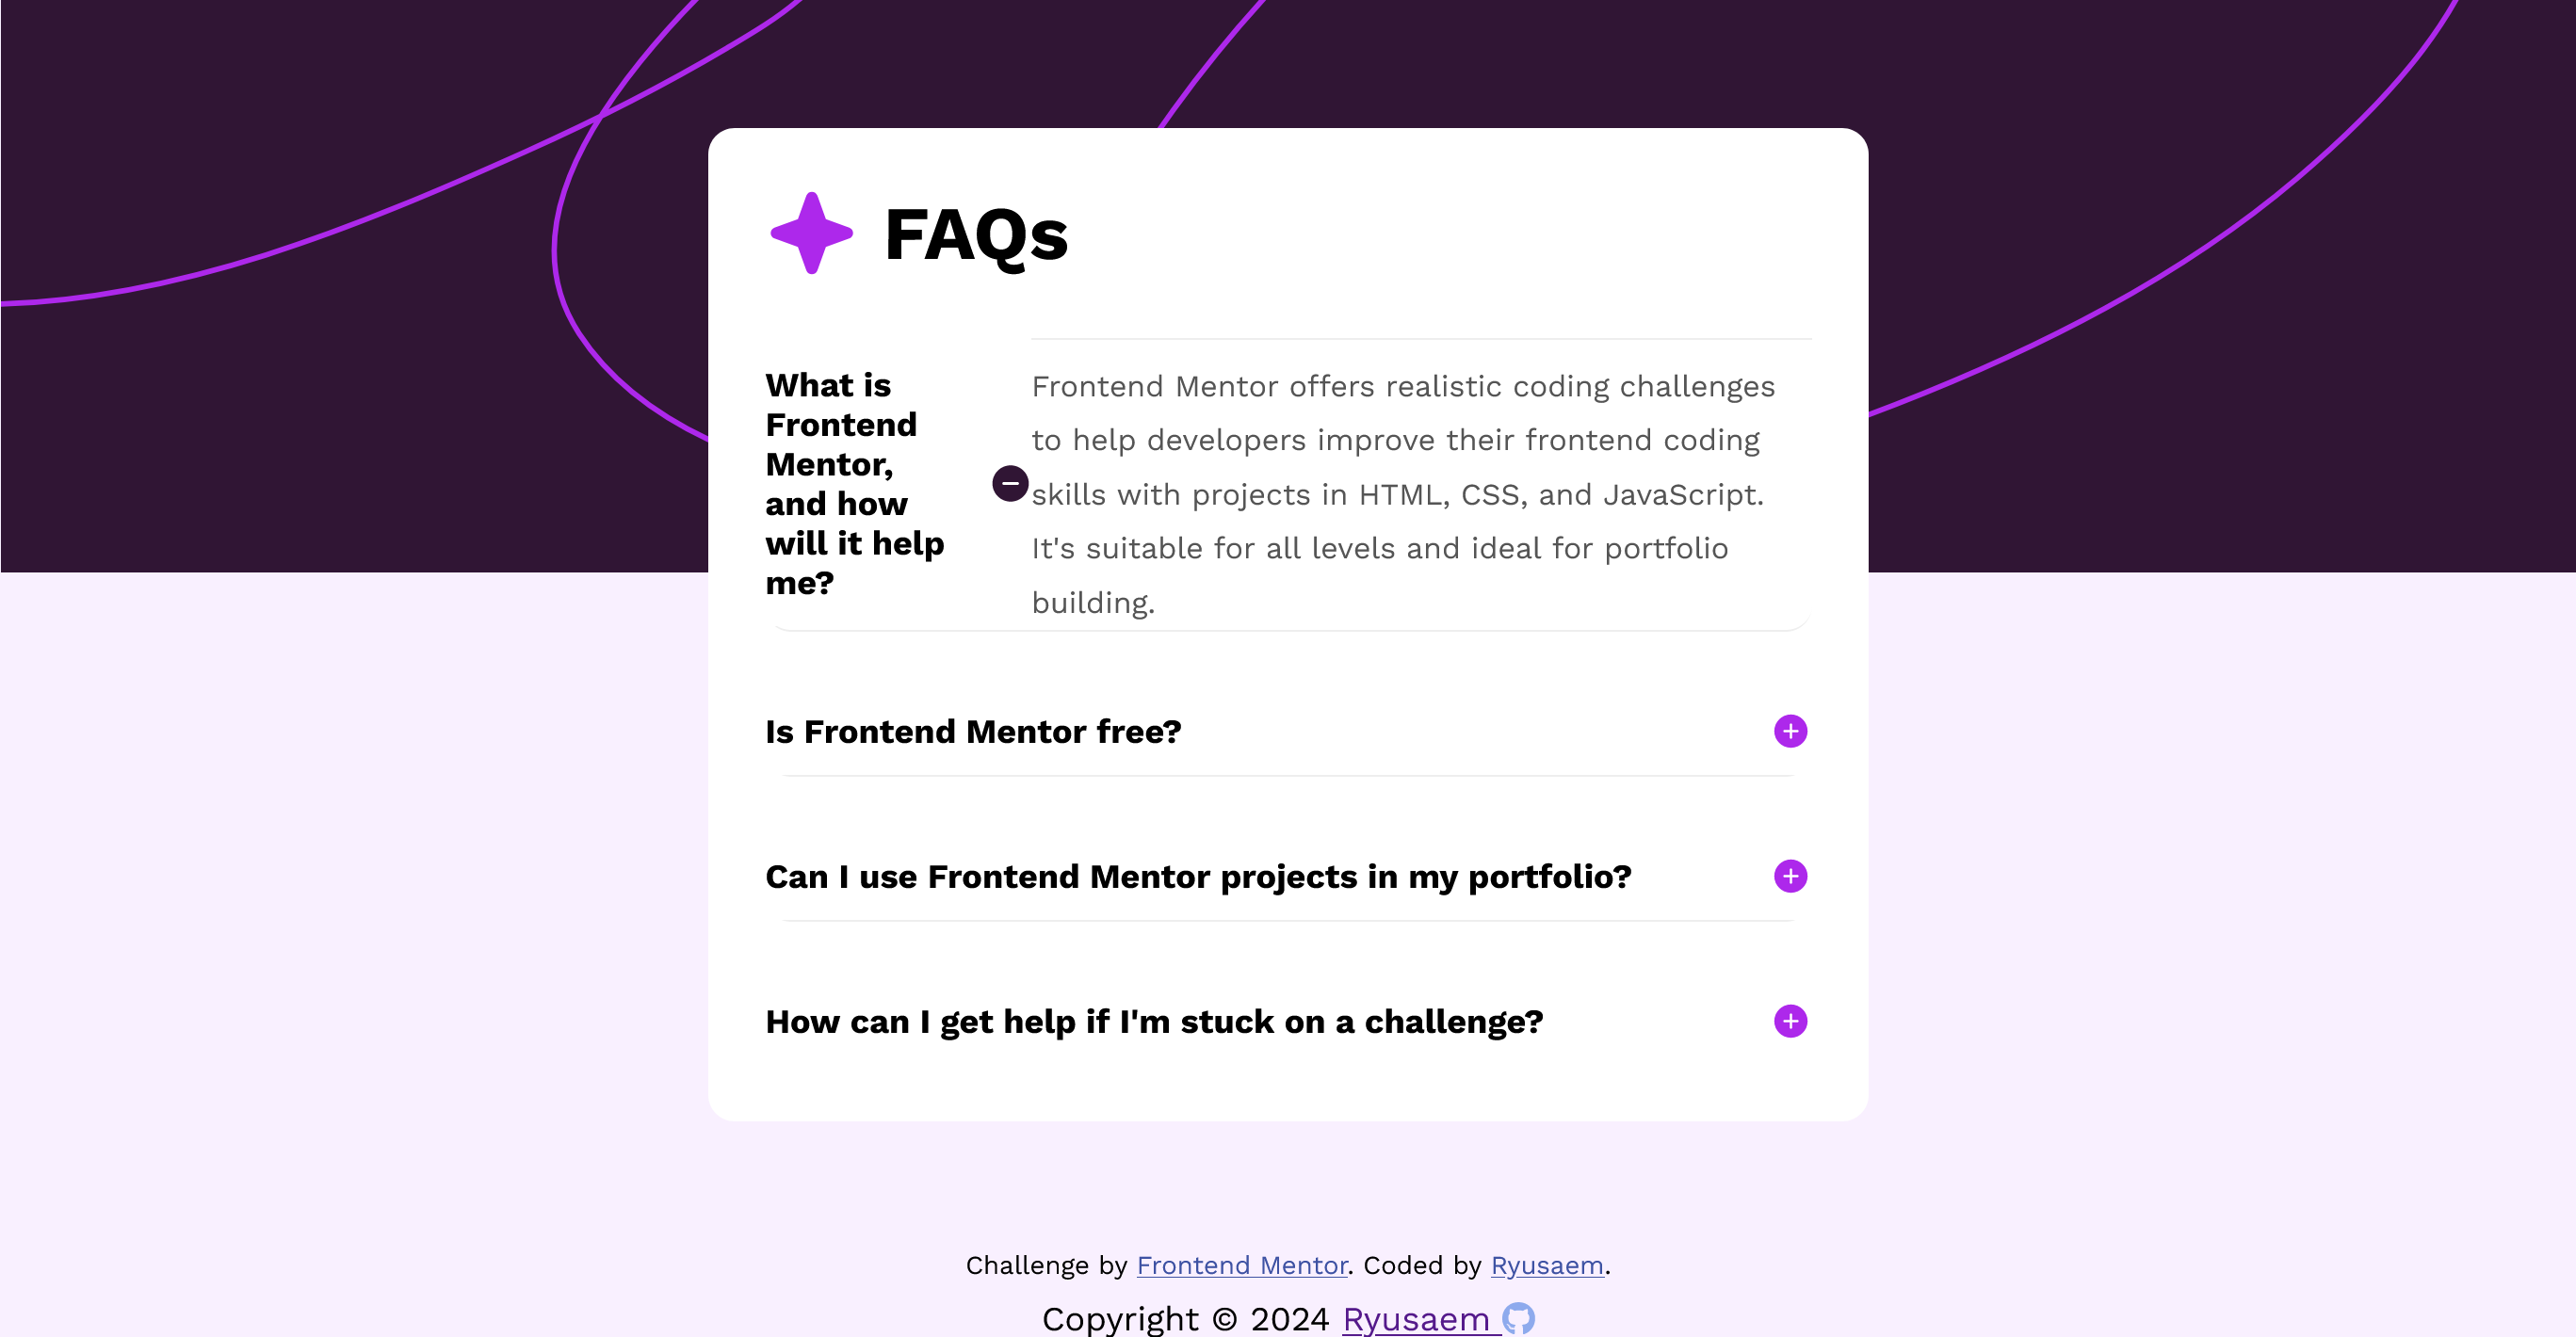 FAQs
What is
Frontend
Mentor,
and how
will it help
me?
Frontend Mentor offers realistic coding challenges
to help developers improve their frontend coding
skills with projects in HTML, CSS, and JavaScript.
It's suitable for all levels and ideal for portfolio
building.
Is Frontend Mentor free?
Can I use Frontend Mentor projects in my portfolio?
How can I get help if I'm stuck on a challenge?
Challenge by Frontend Mentor. Coded by Ryusaem.
Copyright © 2024 Ryusaem